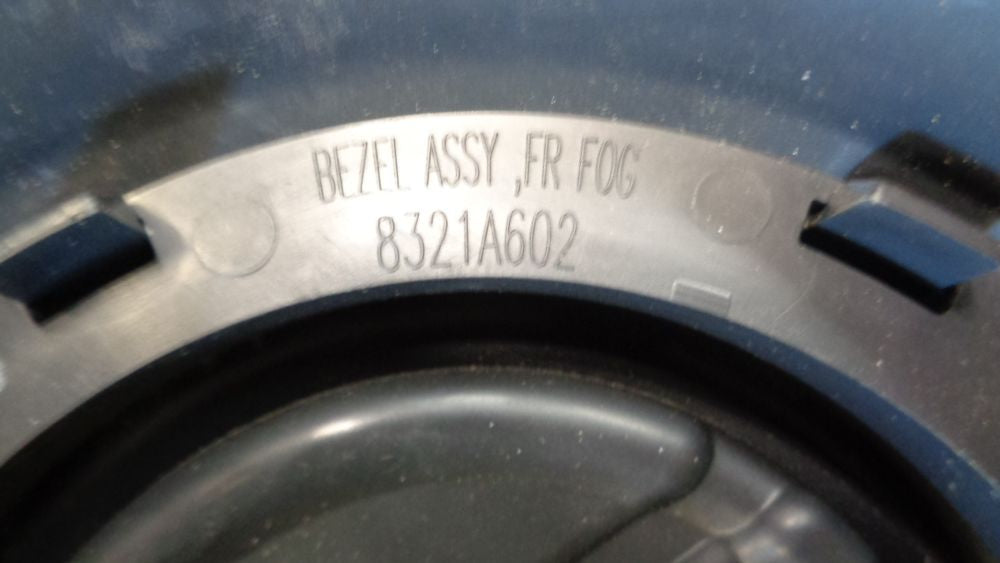 BEZEL ASSY ,FR FOG
8321A602